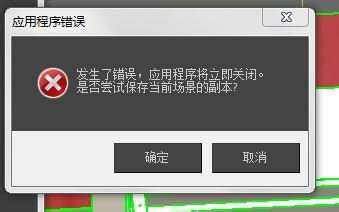 应用程序错误
发生了错误，应用程序将立即关闭。
是否尝试保存当前场景的副本?
确定
取消